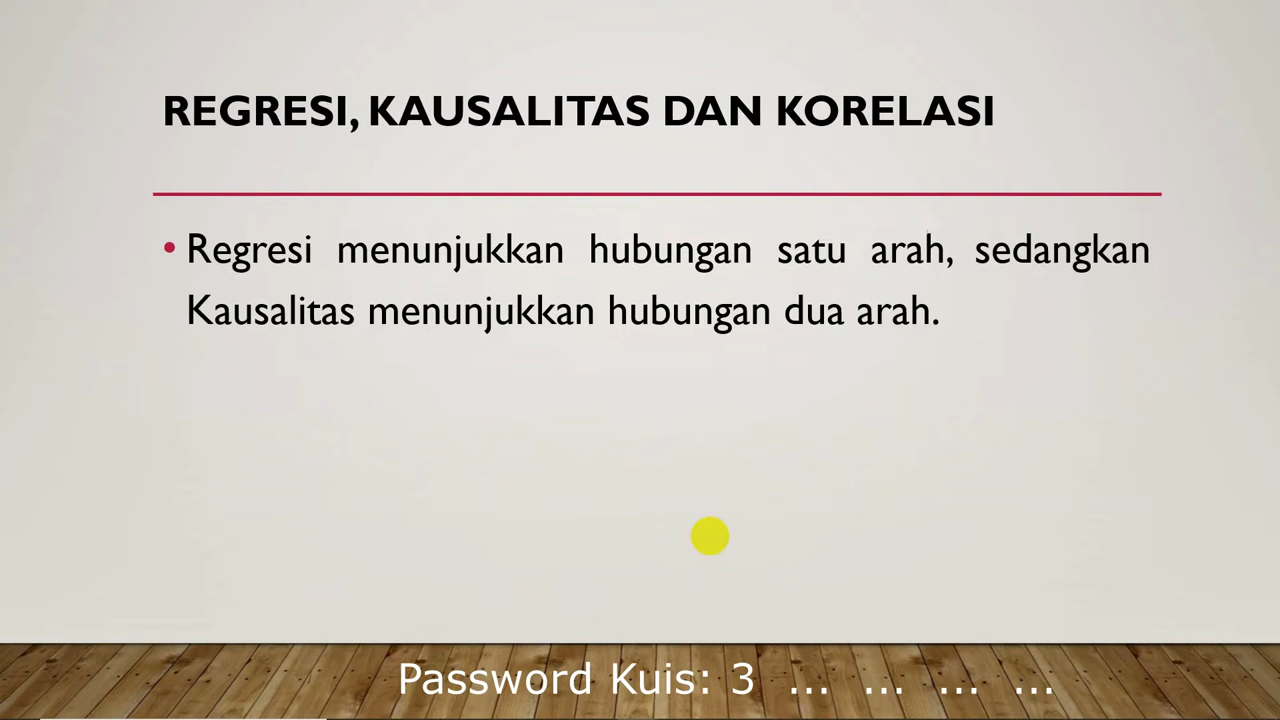 REGRESI, KAUSALITAS DAN KORELASI
• Regresi menunjukkan hubungan satu arah, sedangkan
Kausalitas menunjukkan hubungan dua arah.
Password Kuis: 3 ... ... ... ...